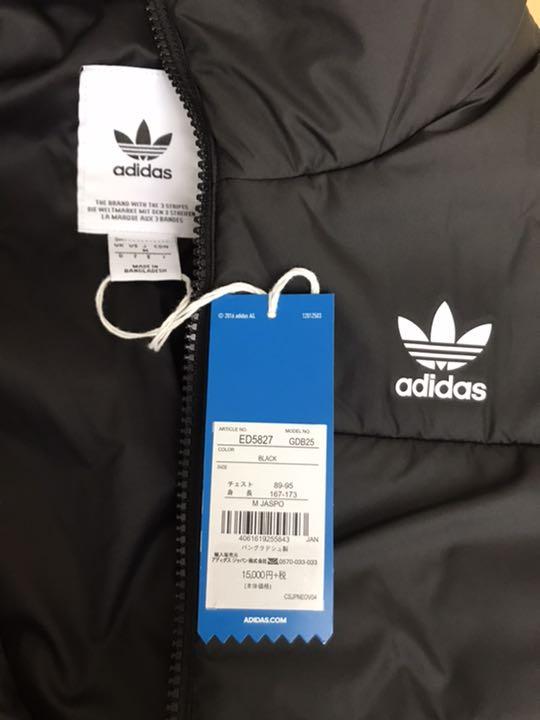 adidas
THE BRAND WITH THE 3 STRIPES
DIE WELTMARKE MIT DEN 3 STREIFEN
LA MARQUE AUX 3 BANDES
MADE IN
BANGLADESH
© 2016 adidas AG.
12012503
adidas
ARTICLE NO.
MODEL NO.
ED5827
GDB25
COLOR
BLACK
SIZE
チェスト 89-95
身 長 167-173
M JASPO
4061619255843
JAN
バングラデシュ製
輸入販売元
アディダス ジャパン株式会社 0570-033-033
15,000円+税
(本体価格)
CSJPNEOV04
ADIDAS.COM